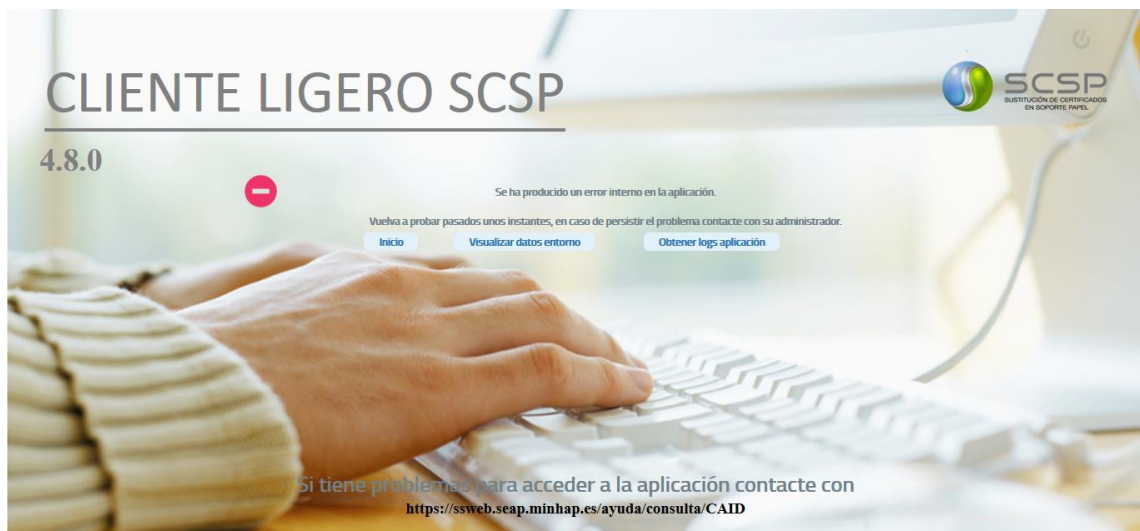 CLIENTE LIGERO SCSP
SCSP
SUSTITUCIÓN DE CERTIFICADOS
EN SOPORTE PAPEL
4.8.0
Se ha producido un error interno en la aplicación.
Vuelva a probar pasados unos instantes, en caso de persistir el problema contacte con su administrador.
Inicio Visualizar datos entorno Obtener logs aplicación
Si tiene problemas para acceder a la aplicación contacte con
https://ssweb.seap.minhap.es/ayuda/consulta/CAID